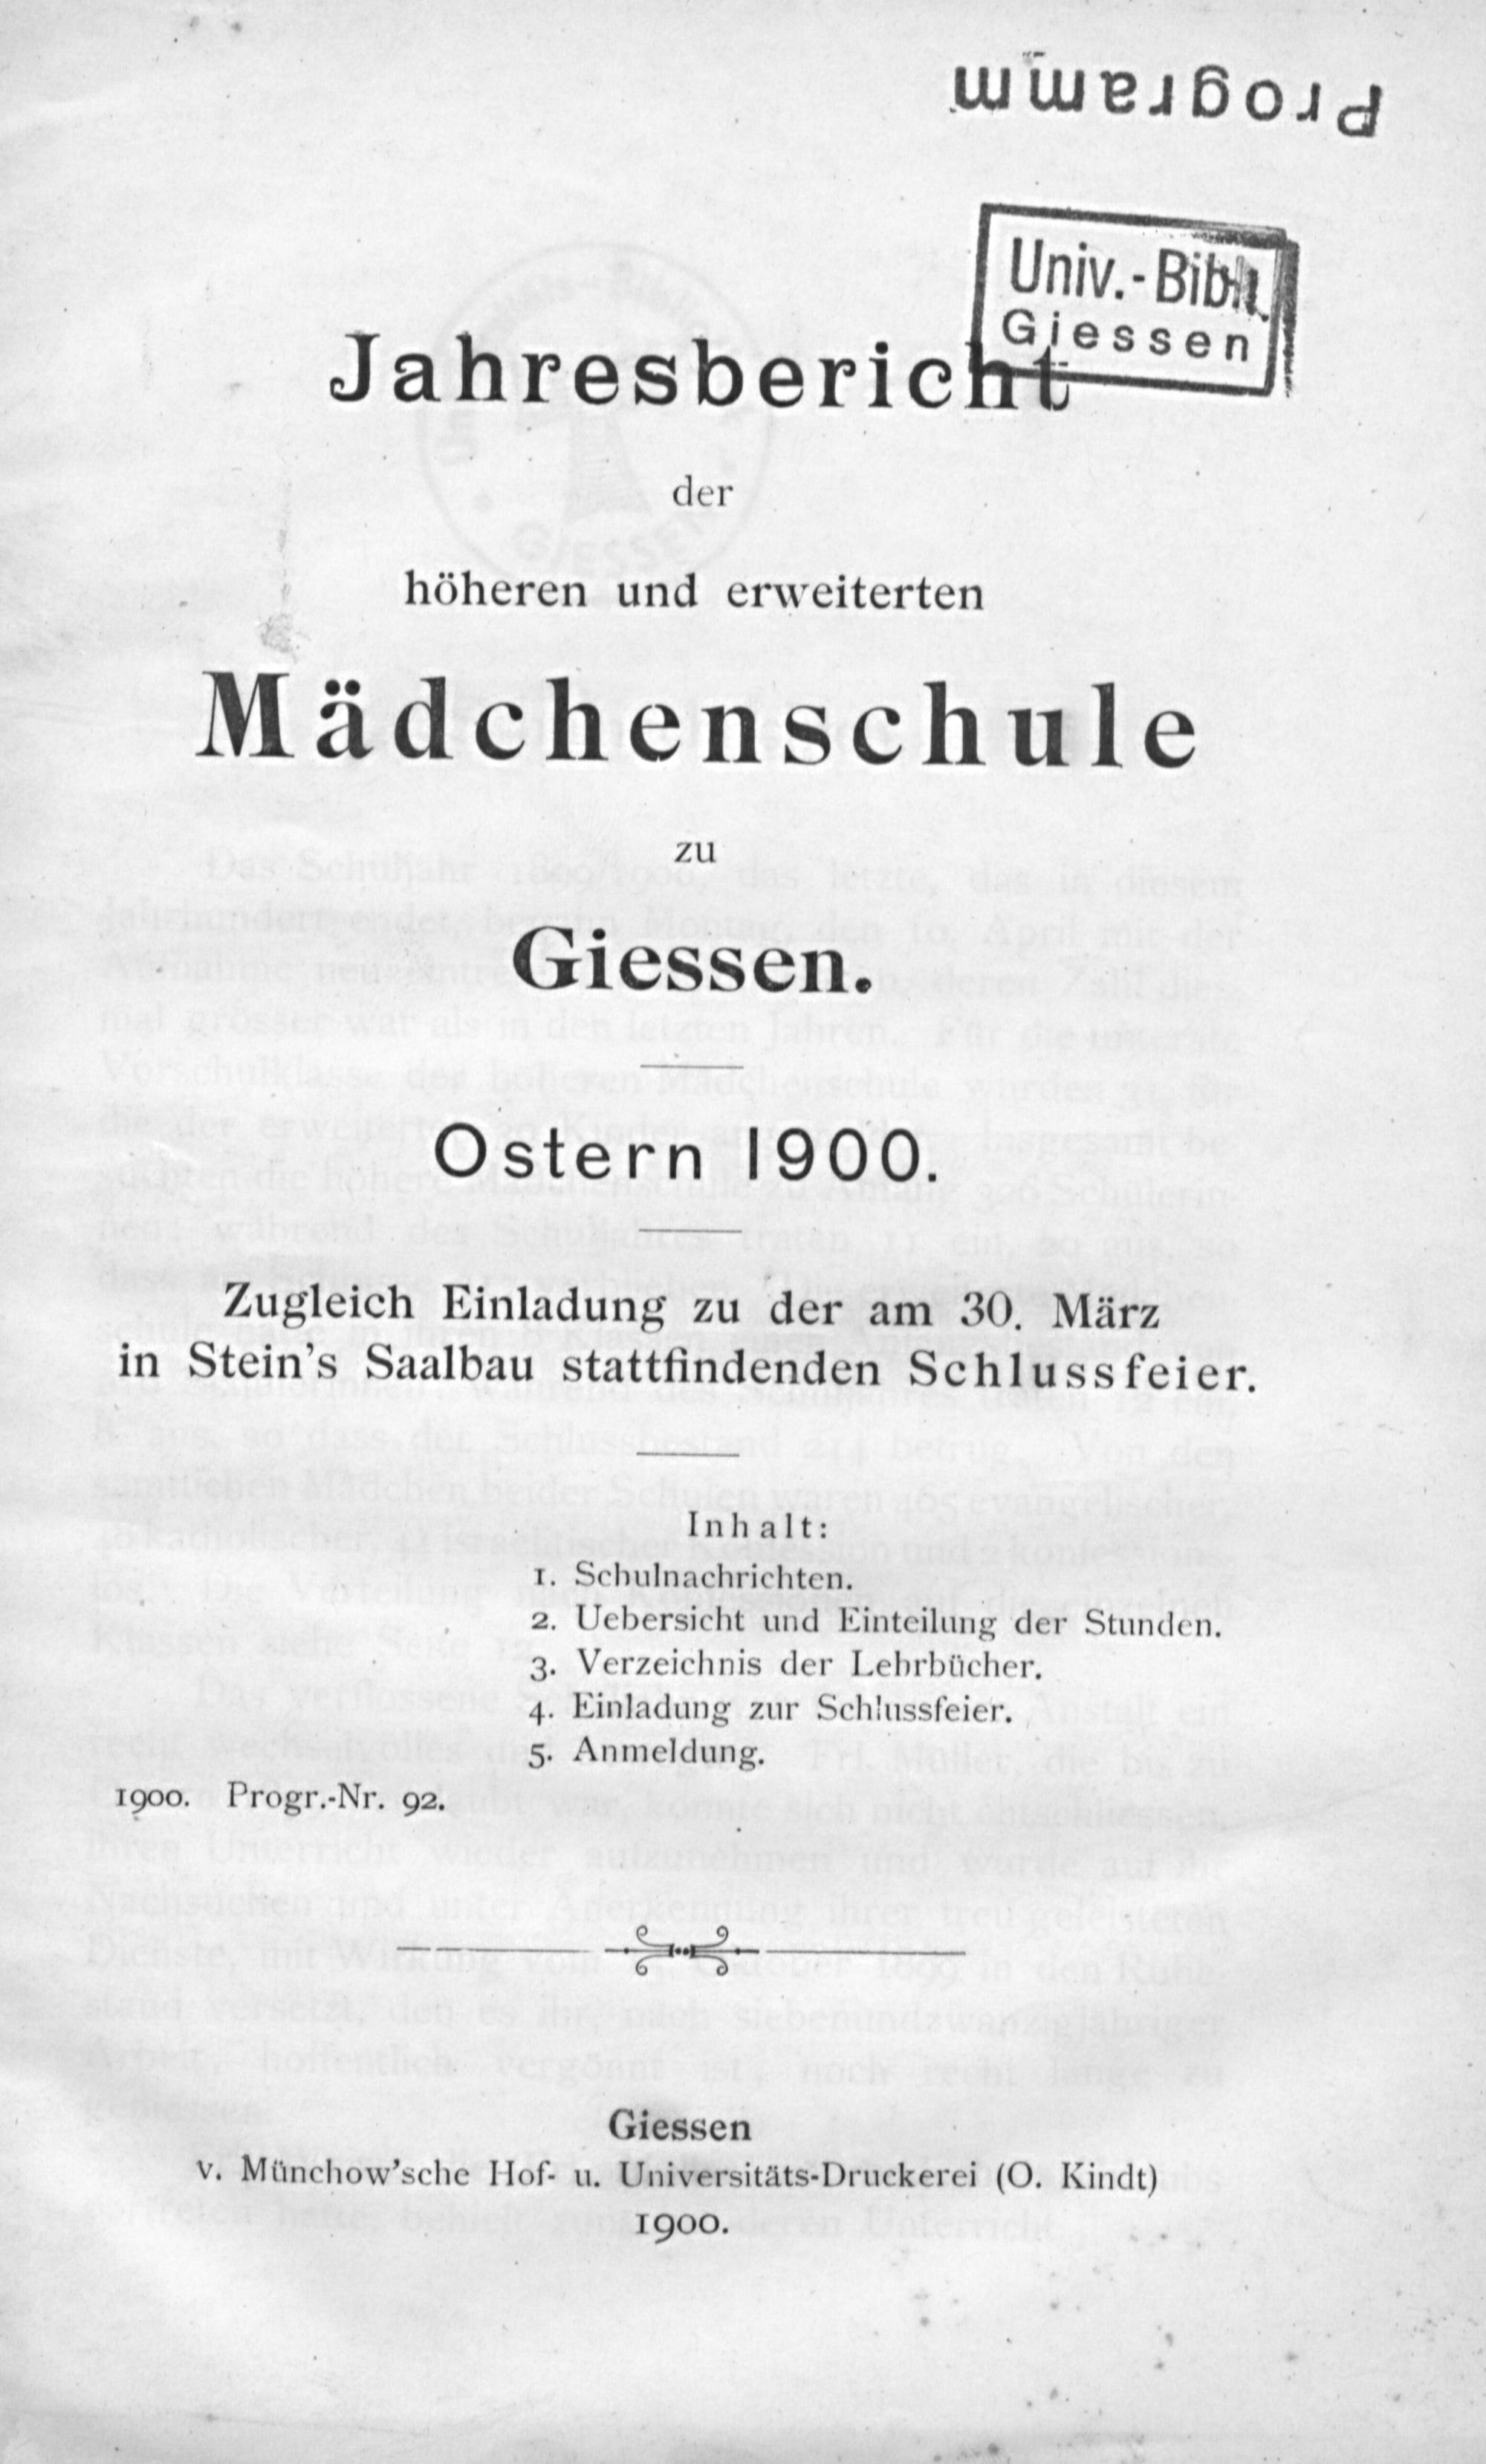 Programm
Univ.-Bibl.
Giessen
Jahresbericht
der
höheren und erweiterten
Mädchenschule
zu
Giessen.
Ostern 1900.
Zugleich Einladung zu der am 30. März
in Stein's Saalbau stattfindenden Schlussfeier.
Inhalt:
1. Schulnachrichten.
2. Uebersicht und Einteilung der Stunden.
3. Verzeichnis der Lehrbücher.
4. Einladung zur Schlussfeier.
5. Anmeldung.
1900. Progr.-Nr. 92.
Giessen
v. Münchow'sche Hof- u. Universitäts-Druckerei (O. Kindt)
1900.